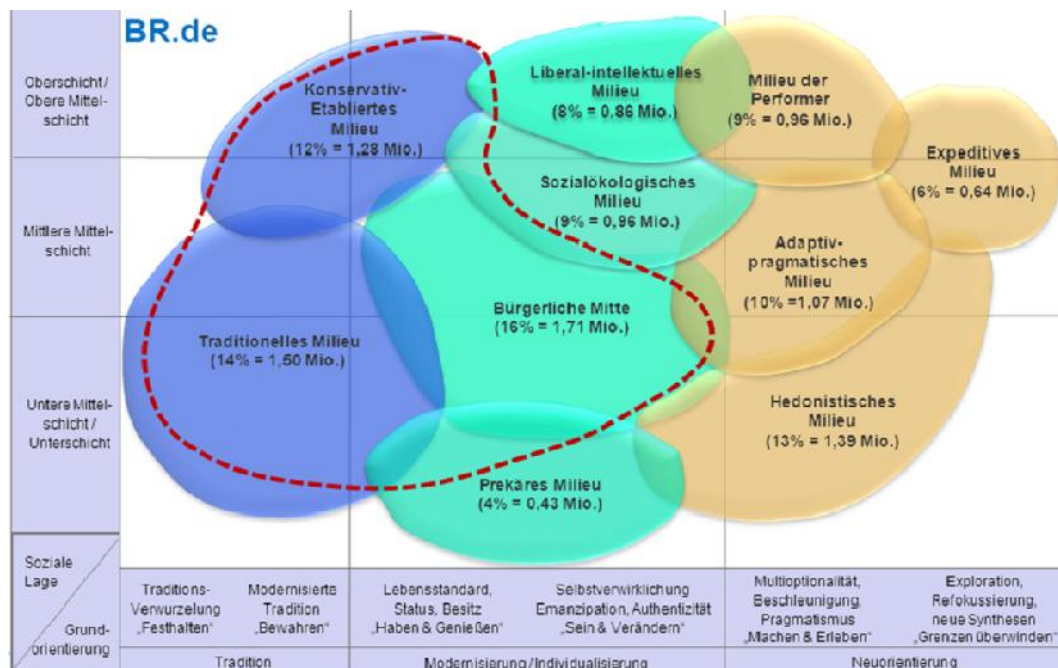 BR.de
Oberschicht /
Obere Mittel-
schicht
Konservativ-
Etabliertes
Milieu
(12% = 1,28 Mio.)
Liberal-intellektuelles
Milieu
(8% = 0,86 Mio.)
Milieu der
Performer
(9% = 0,96 Mio.)
Expeditives
Milieu
(6% = 0,64 Mio.)
Mittlere Mittel-
schicht
Sozialökologisches
Milieu
(9% = 0,96 Mio.)
Adaptiv-
pragmatisches
Milieu
(10% =1,07 Mio.)
Bürgerliche Mitte
(16% = 1,71 Mio.)
Traditionelles Milieu
(14% = 1,50 Mio.)
Untere Mittel-
schicht /
Unterschicht
Hedonistisches
Milieu
(13% = 1,39 Mio.)
Prekäres Milieu
(4% = 0,43 Mio.)
Soziale
Lage
Grund-
orientierung
Traditions-
Verwurzelung
„Festhalten“
Modernisierte
Tradition
„Bewahren“
Lebensstandard,
Status, Besitz
„Haben & Genießen“
Selbstverwirklichung
Emanzipation, Authentizität
„Sein & Verändern“
Multioptionalität,
Beschleunigung,
Pragmatismus
„Machen & Erleben“
Exploration,
Refokussierung,
neue Synthesen
„Grenzen überwinden“
Tradition
Modernisierung / Individualisierung
Neuorientierung